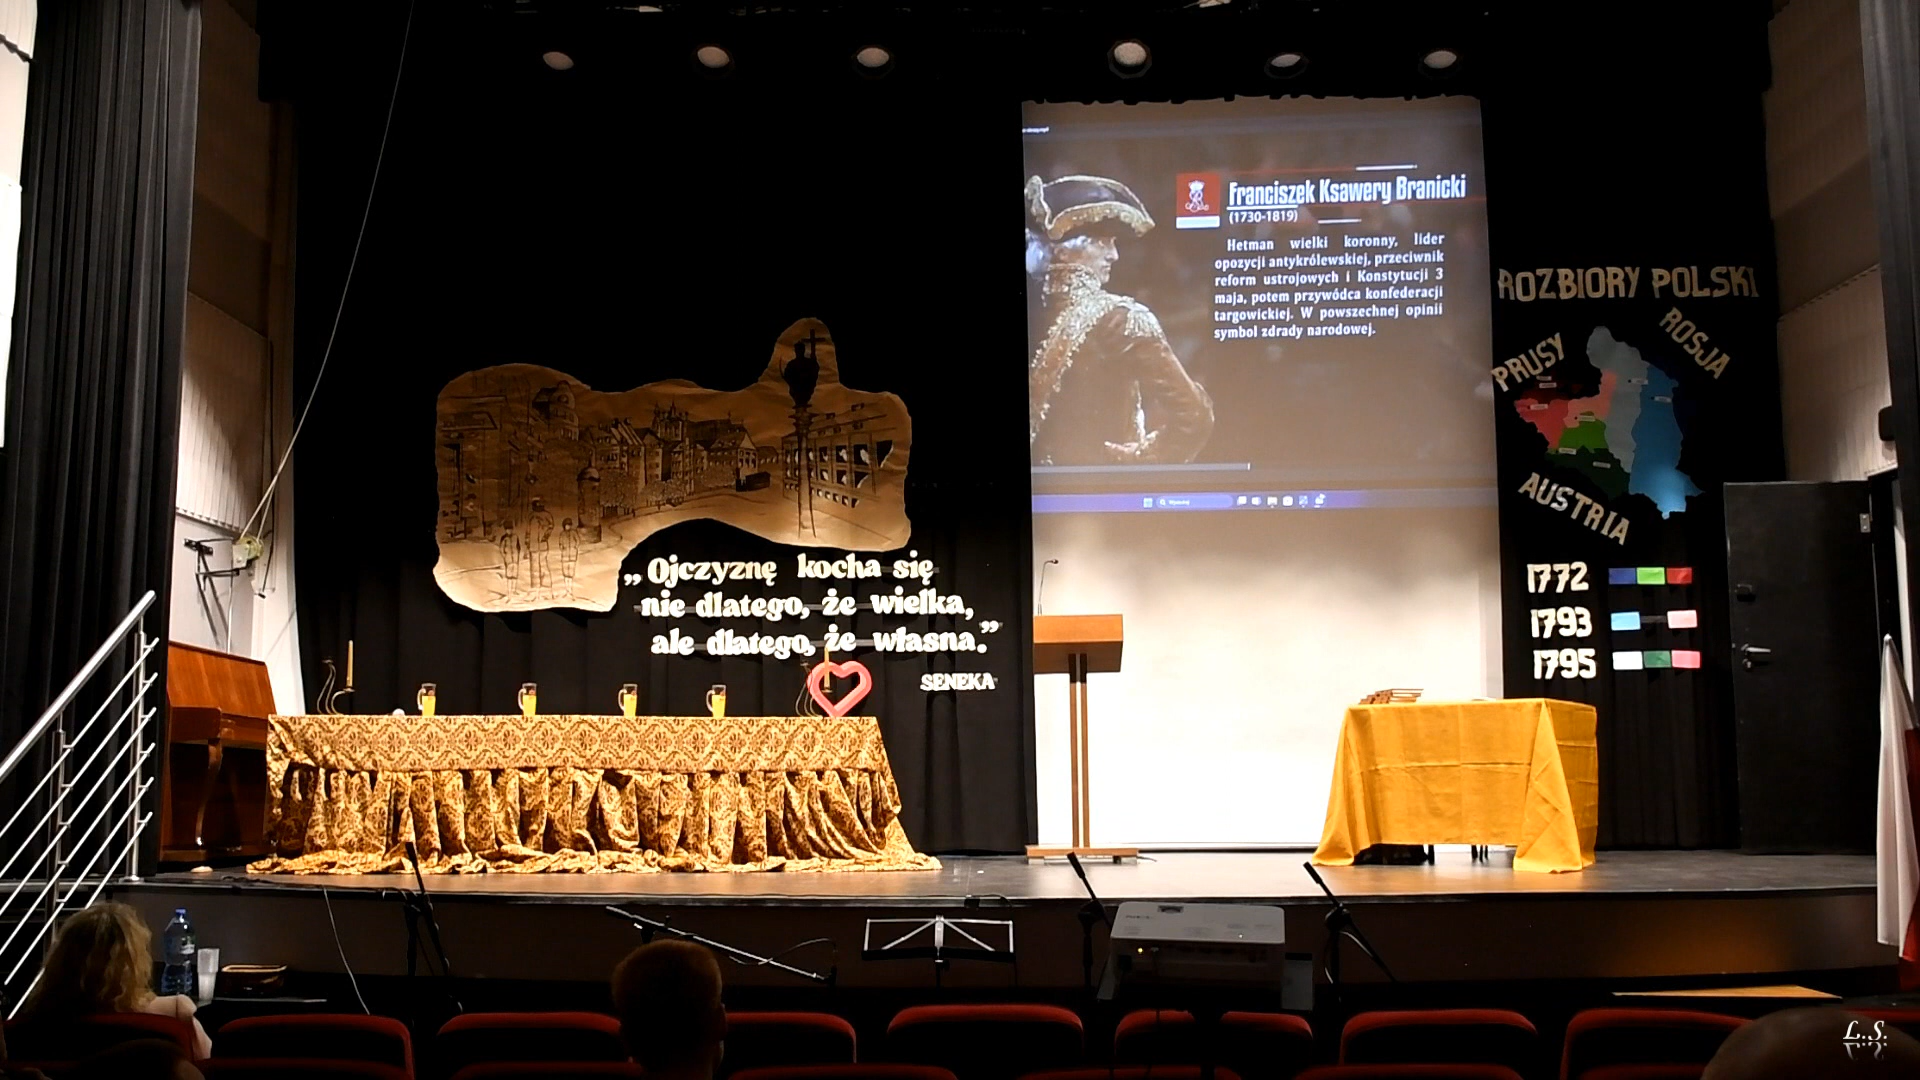 Franciszek Ksawery Branicki
(1730-1819)
Hetman wielki koronny, lider
opozycji antykrólewskiej, przeciwnik
reform ustrojowych i Konstytucji 3
maja, potem przywódca konfederacji
targowickiej. W powszechnej opinii
symbol zdrady narodowej.
ROZBIORY POLSKI
PRUSY
ROSJA
AUSTRIA
1772
1793
1795
„Ojczyznę kocha się
nie dlatego, że wielka,
ale dlatego, że własna.”
SENEKA
L.S.